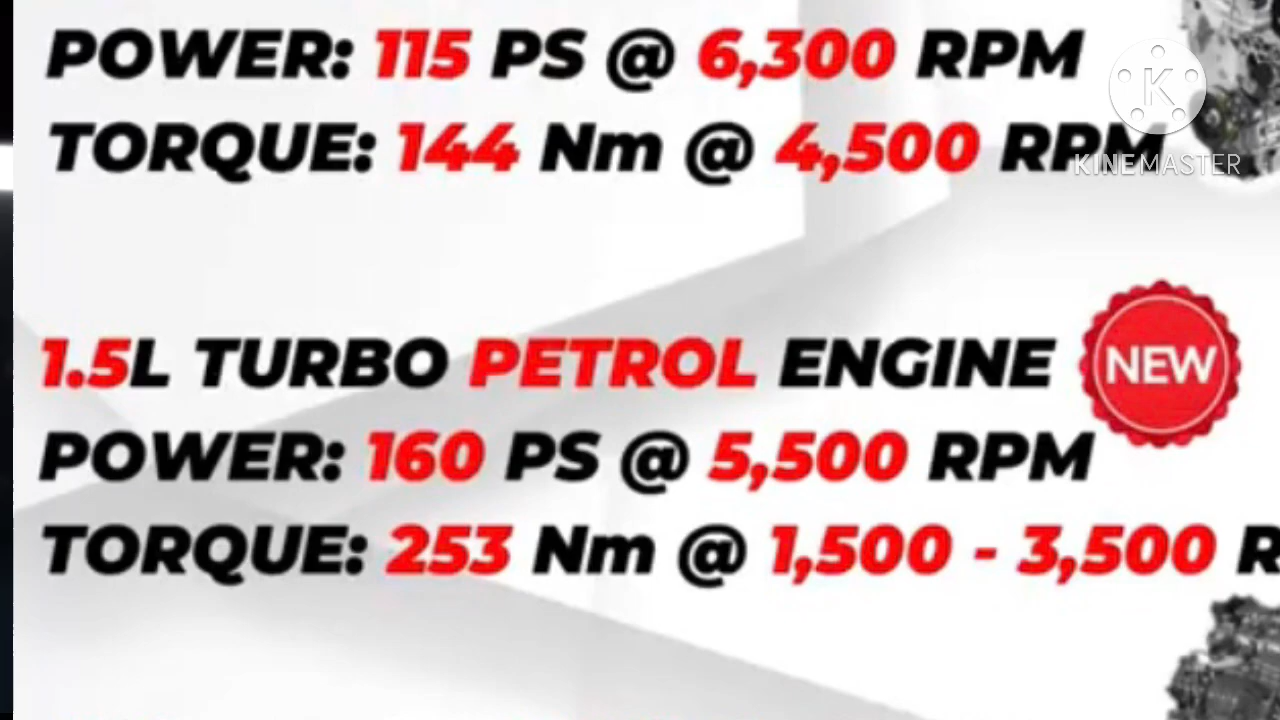 POWER: 115 PS @ 6,300 RPM
TORQUE: 144 Nm @ 4,500 RPM
K
KINEMASTER
1.5L TURBO PETROL ENGINE
NEW
POWER: 160 PS @ 5,500 RPM
TORQUE: 253 Nm @ 1,500 - 3,500 R